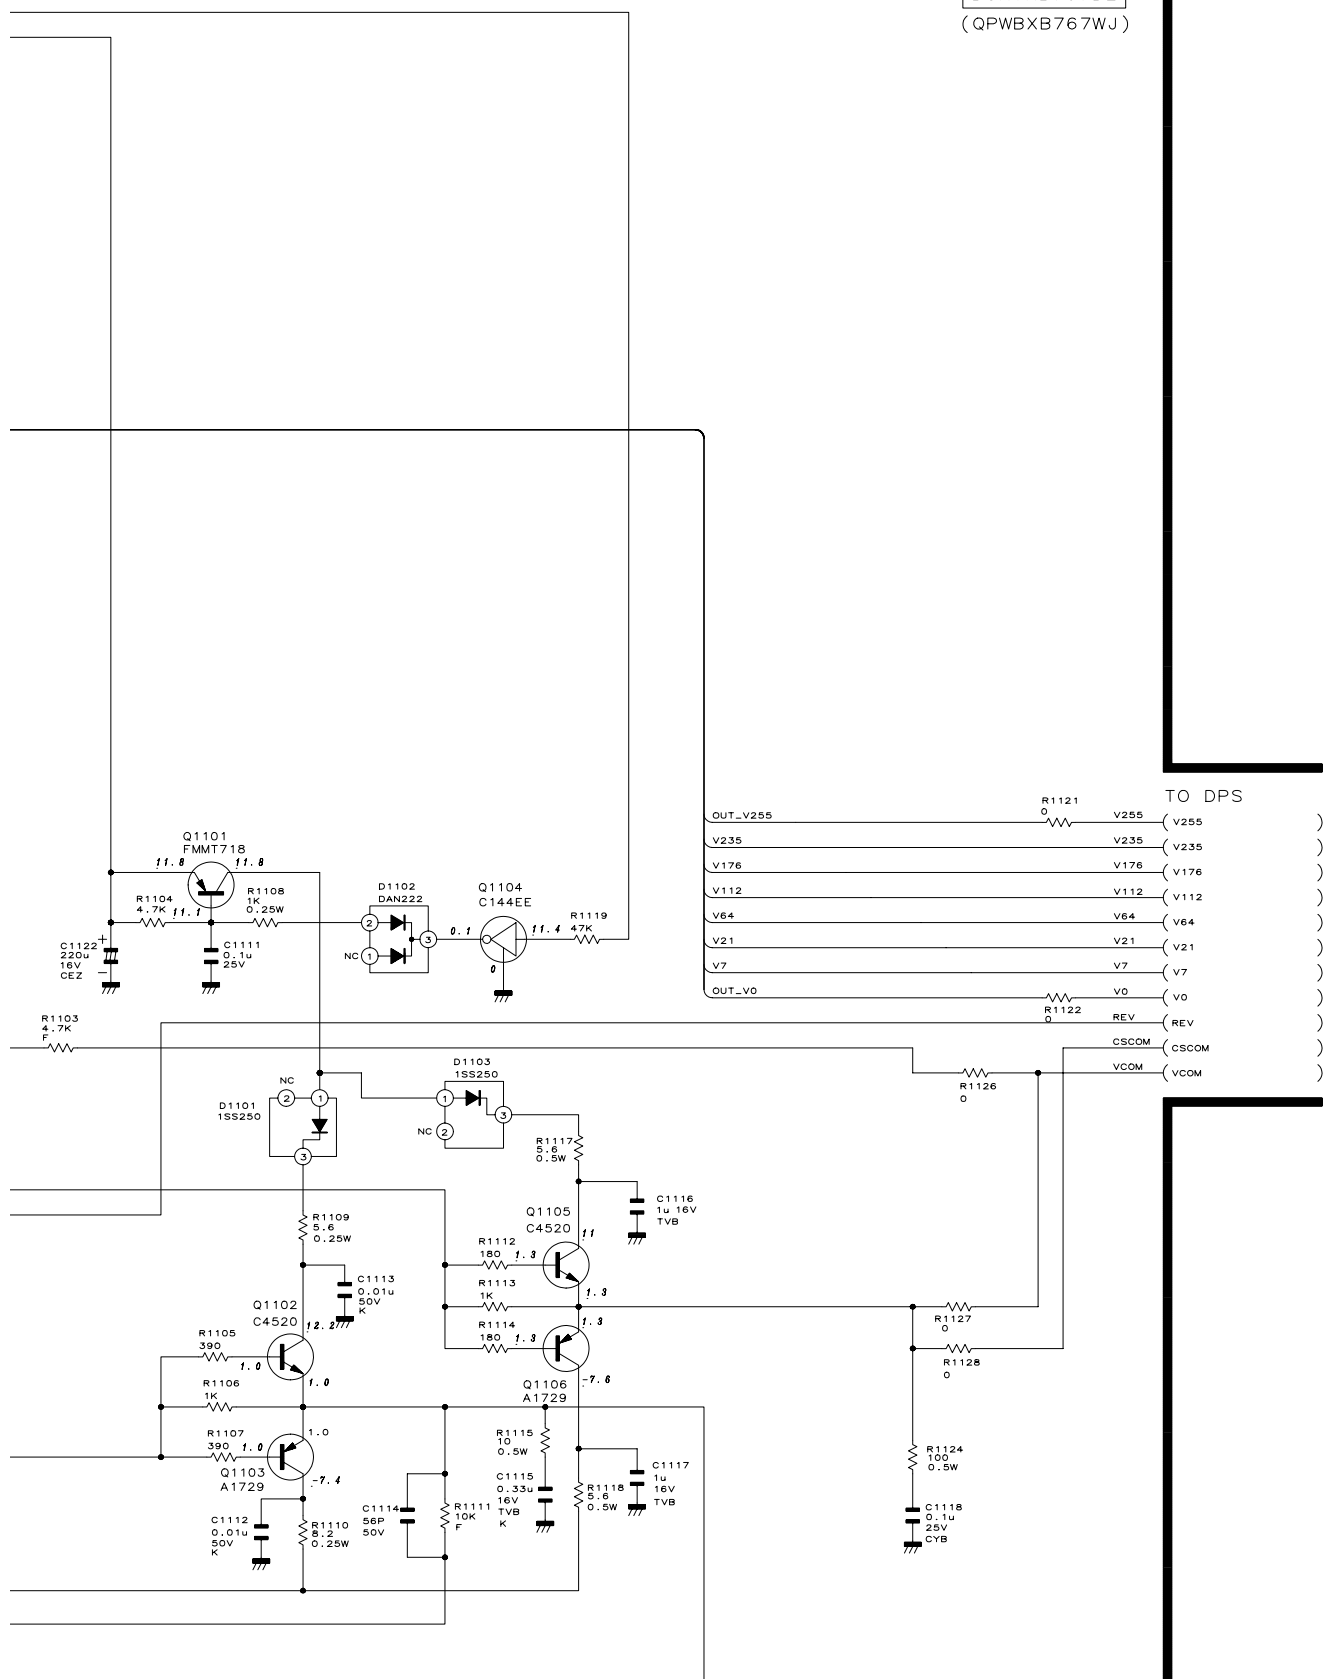 (QPWBXB767WJ)
TO DPS
R1121
0
OUT_V255
V255
V255
V235
V235
V235
V176
V176
V176
V112
V112
V112
V64
V64
V64
V21
V21
V21
V7
V7
V7
OUT_V0
V0
V0
R1122
0
REV
REV
CSCOM
CSCOM
VCOM
VCOM
Q1101
FMMT718
11.8
11.8
R1104
4.7K
11.1
R1108
1K
0.25W
D1102
DAN222
2
NC
1
3
Q1104
C144EE
0.1
11.4
0
R1119
47K
C1122
220u
16V
CEZ
+
-
C1111
0.1u
25V
R1103
4.7K
F
R1126
0
NC
2
1
D1101
1SS250
3
D1103
1SS250
1
3
NC
2
R1117
5.6
0.5W
C1116
1u 16V
TVB
R1109
5.6
0.25W
Q1105
C4520
11
R1112
180
1.3
C1113
0.01u
50V
K
R1113
1K
1.3
Q1102
C4520
12.2
R1114
180
1.3
1.3
R1127
0
R1105
390
1.0
1.0
R1128
0
R1106
1K
Q1106
A1729
-7.6
R1107
390
1.0
1.0
Q1103
A1729
-7.4
R1115
10
0.5W
R1124
100
0.5W
C1115
0.33u
16V
TVB
K
C1117
1u
16V
TVB
R1118
5.6
0.5W
C1112
0.01u
50V
K
R1110
8.2
0.25W
C1114
56P
50V
R1111
10K
F
C1118
0.1u
25V
CYB